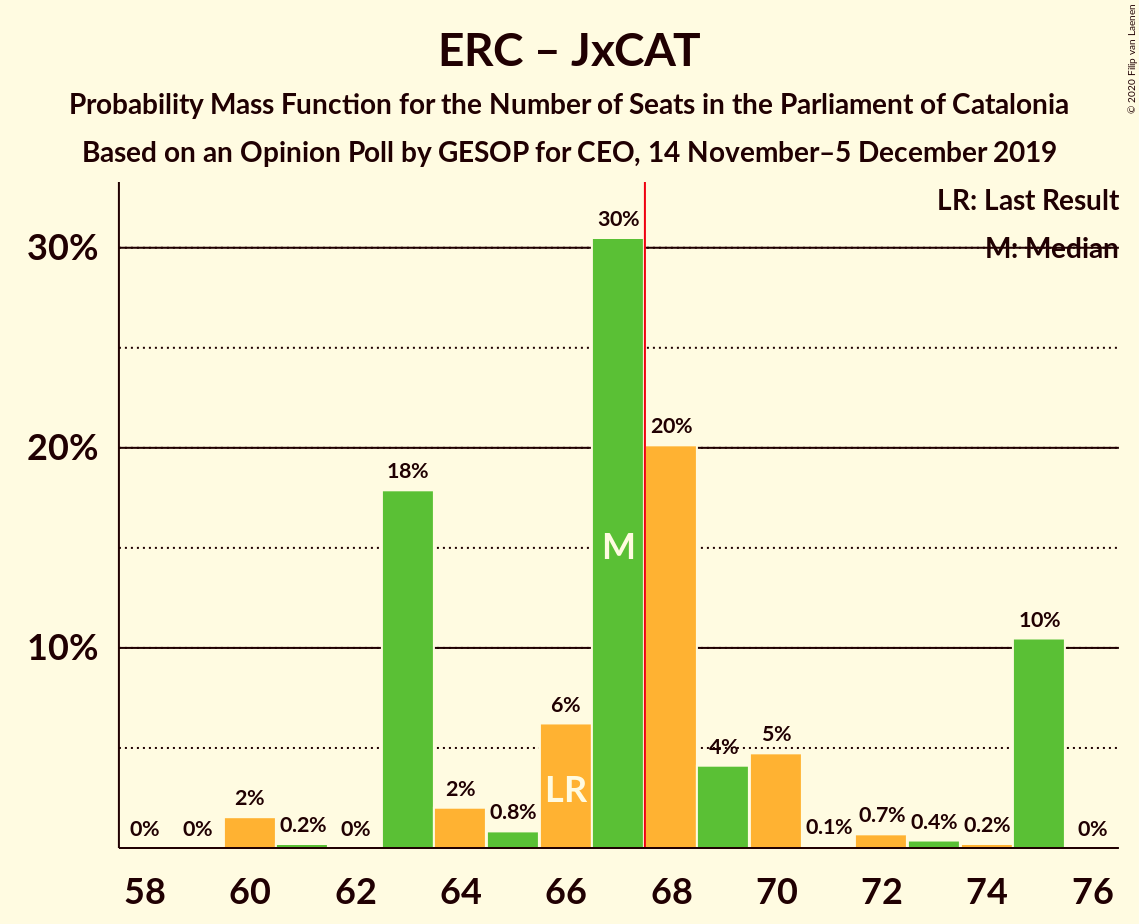 ERC – JxCAT
Probability Mass Function for the Number of Seats in the Parliament of Catalonia
Based on an Opinion Poll by GESOP for CEO, 14 November–5 December 2019
© 2020 Filip van Laenen
LR: Last Result
M: Median
30%
20%
10%
0%
0%
2%
0.2%
0%
18%
2%
0.8%
6%
30%
20%
4%
5%
0.1%
0.7%
0.4%
0.2%
10%
0%
LR
M
58 60 62 64 66 68 70 72 74 76